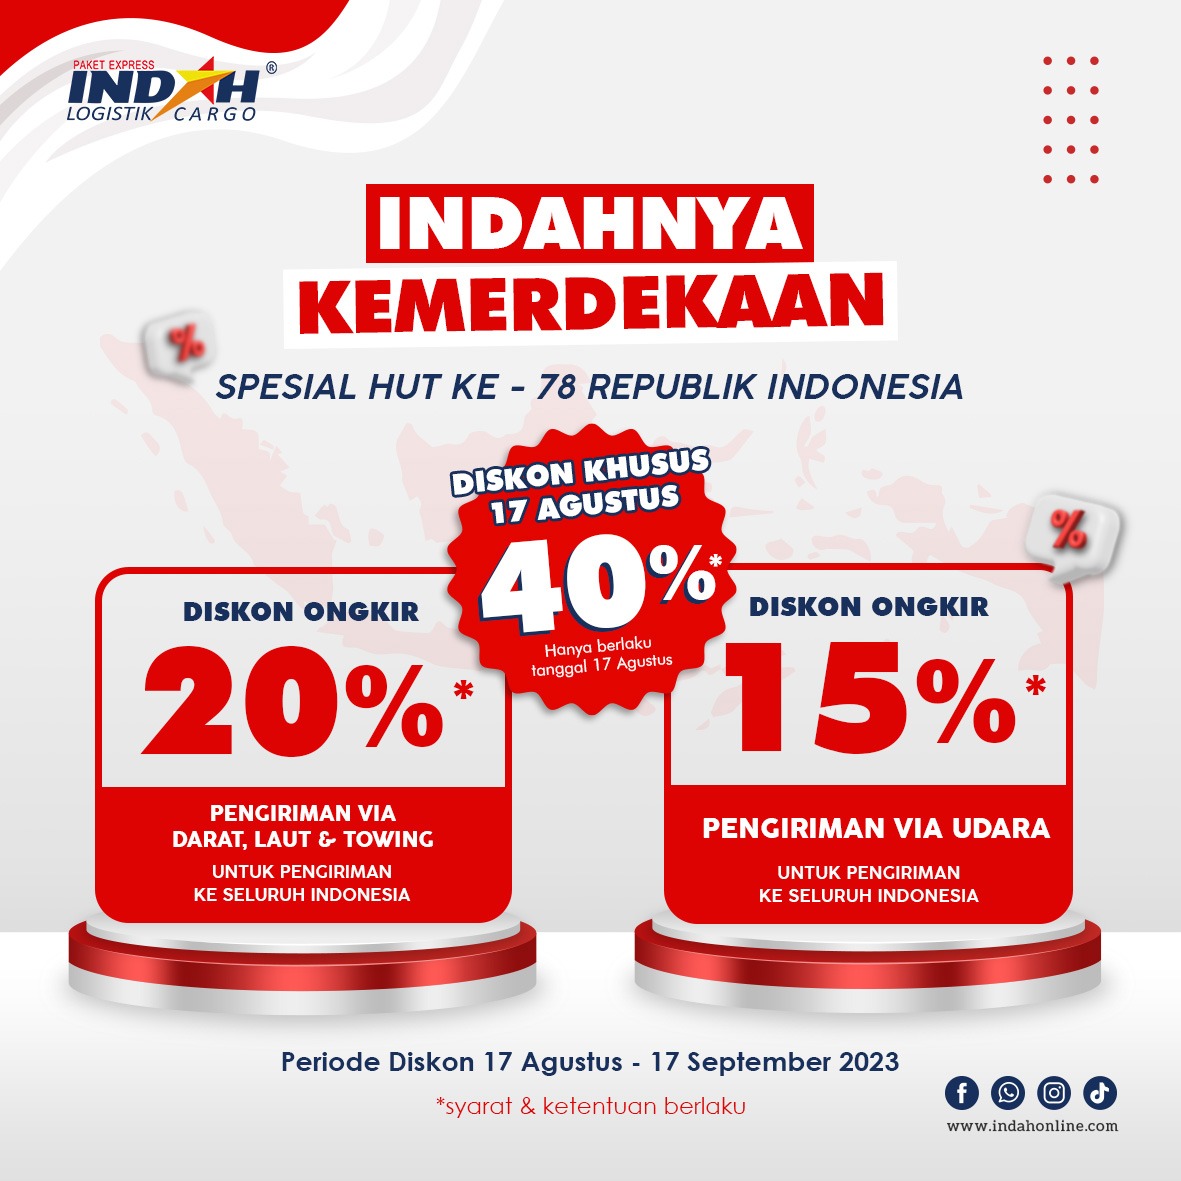 PAKET EXPRESS
INDAH®
LOGISTIK CARGO
INDAHNYA
KEMERDEKAAN
%
SPESIAL HUT KE - 78 REPUBLIK INDONESIA
DISKON KHUSUS
17 AGUSTUS
40%*
Hanya berlaku
tanggal 17 Agustus
%
DISKON ONGKIR
20%*
PENGIRIMAN VIA
DARAT, LAUT & TOWING
UNTUK PENGIRIMAN
KE SELURUH INDONESIA
DISKON ONGKIR
15%*
PENGIRIMAN VIA UDARA
UNTUK PENGIRIMAN
KE SELURUH INDONESIA
Periode Diskon 17 Agustus - 17 September 2023
*syarat & ketentuan berlaku
www.indahonline.com